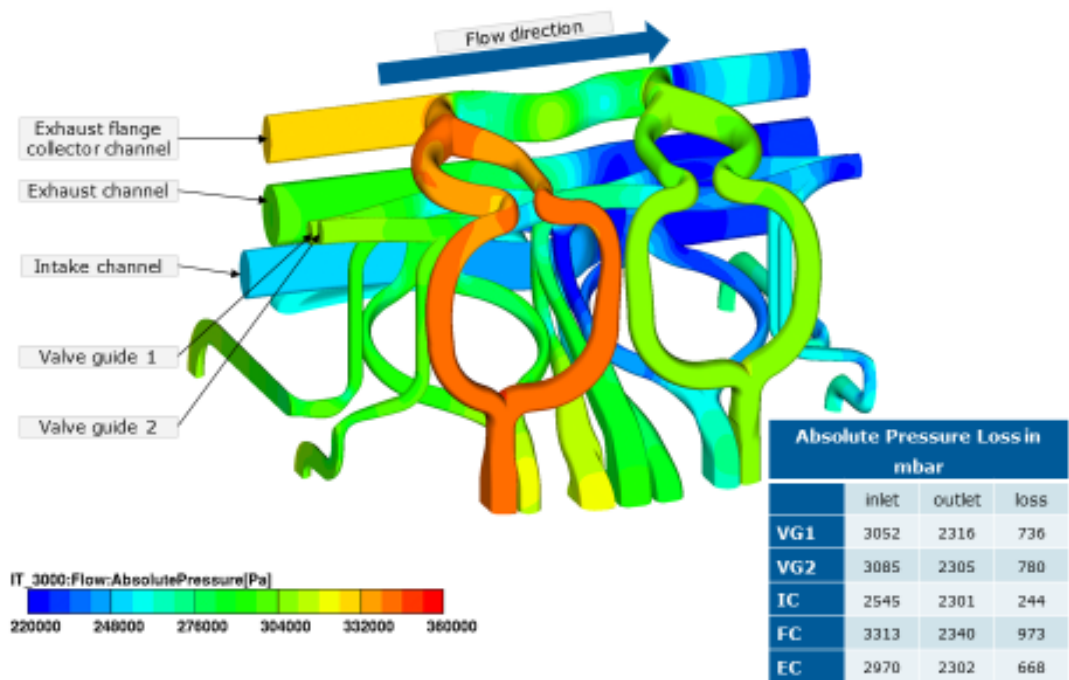 Flow direction
Exhaust flange
collector channel
Exhaust channel
Intake channel
Valve guide 1
Valve guide 2
Absolute Pressure Loss in
mbar
inlet outlet loss
VG1 3052 2316 736
VG2 3085 2305 780
IC 2545 2301 244
FC 3313 2340 973
EC 2970 2302 668
IT_3000:Flow:AbsolutePressure[Pa]
220000 248000 276000 304000 332000 360000